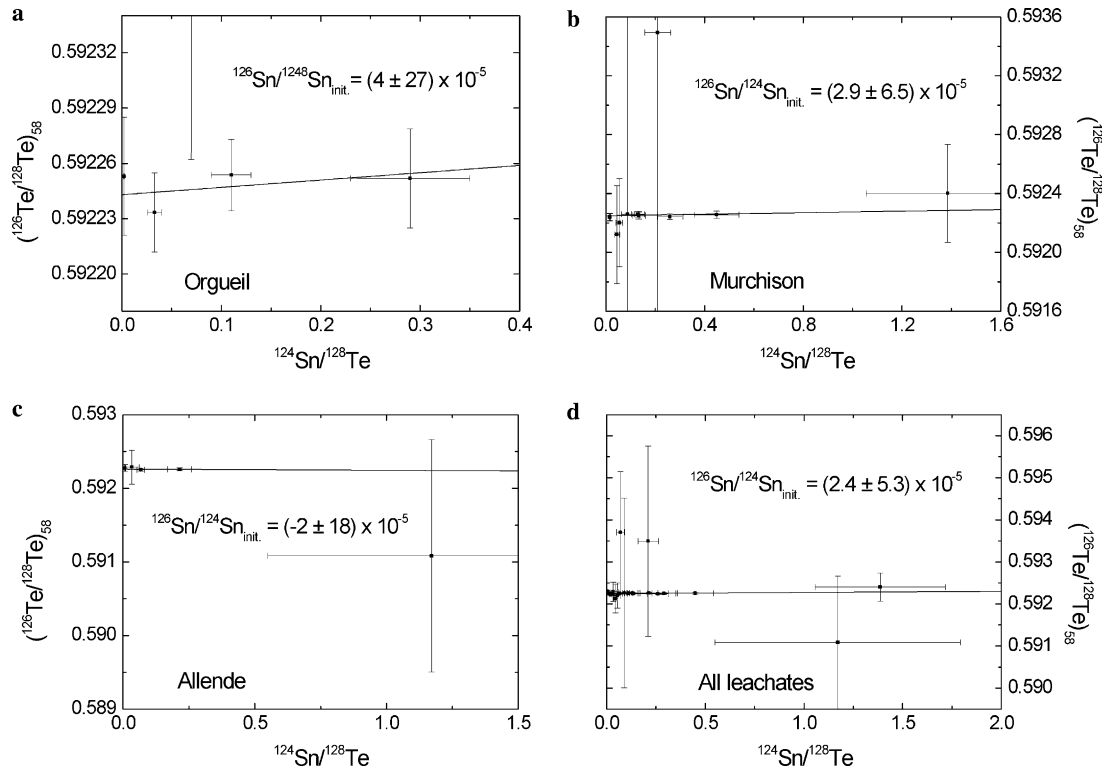 a
0.59232
0.59229
0.59226
0.59223
0.59220
(¹²⁶Te/¹²⁸Te)₅₈
¹²⁶Sn/¹²⁴⁸Sn_init. = (4 ± 27) x 10⁻⁵
Orgueil
0.0 0.1 0.2 0.3 0.4
¹²⁴Sn/¹²⁸Te
b
0.5936
0.5932
0.5928
0.5924
0.5920
0.5916
(¹²⁶Te/¹²⁸Te)₅₈
¹²⁶Sn/¹²⁴Sn_init. = (2.9 ± 6.5) x 10⁻⁵
Murchison
0.0 0.4 0.8 1.2 1.6
¹²⁴Sn/¹²⁸Te
c
0.593
0.592
0.591
0.590
0.589
(¹²⁶Te/¹²⁸Te)₅₈
¹²⁶Sn/¹²⁴Sn_init. = (-2 ± 18) x 10⁻⁵
Allende
0.0 0.5 1.0 1.5
¹²⁴Sn/¹²⁸Te
d
0.596
0.595
0.594
0.593
0.592
0.591
0.590
(¹²⁶Te/¹²⁸Te)₅₈
¹²⁶Sn/¹²⁴Sn_init. = (2.4 ± 5.3) x 10⁻⁵
All leachates
0.0 0.5 1.0 1.5 2.0
¹²⁴Sn/¹²⁸Te